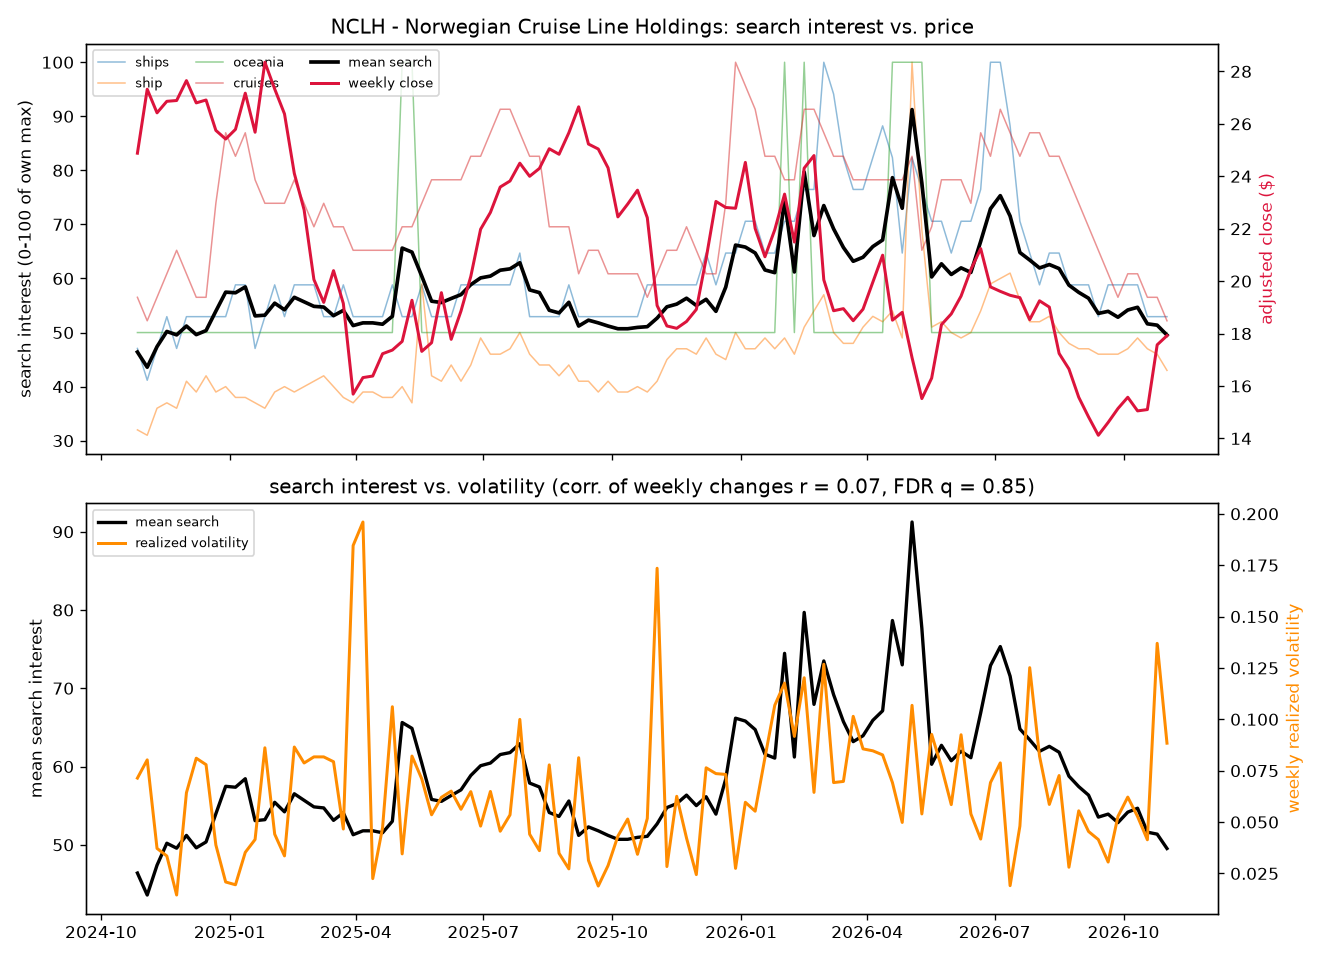 NCLH - Norwegian Cruise Line Holdings: search interest vs. price
ships
ship
oceania
cruises
mean search
weekly close
search interest (0-100 of own max)
100
90
80
70
60
50
40
30
adjusted close ($)
28
26
24
22
20
18
16
14
search interest vs. volatility (corr. of weekly changes r = 0.07, FDR q = 0.85)
mean search
realized volatility
mean search interest
90
80
70
60
50
weekly realized volatility
0.200
0.175
0.150
0.125
0.100
0.075
0.050
0.025
2024-10
2025-01
2025-04
2025-07
2025-10
2026-01
2026-04
2026-07
2026-10